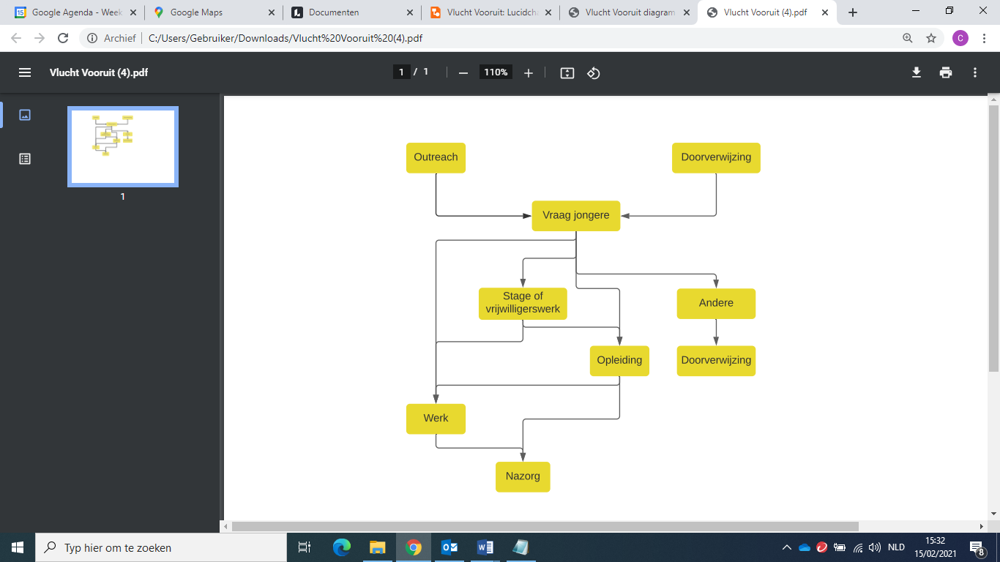 Google Agenda - Week
Google Maps
Documenten
Vlucht Vooruit: Lucidcha
Vlucht Vooruit diagram
Vlucht Vooruit (4).pdf
Archief
C:/Users/Gebruiker/Downloads/Vlucht%20Vooruit%20(4).pdf
C
Vlucht Vooruit (4).pdf
1 / 1
110%
1
Outreach
Doorverwijzing
Vraag jongere
Stage of
vrijwilligerswerk
Andere
Opleiding
Doorverwijzing
Werk
Nazorg
Typ hier om te zoeken
NLD
15:32
15/02/2021
8